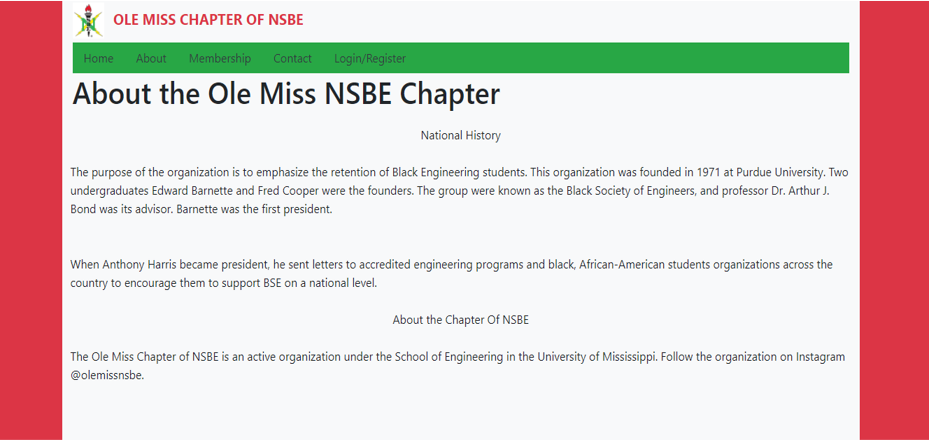 OLE MISS CHAPTER OF NSBE
Home About Membership Contact Login/Register
About the Ole Miss NSBE Chapter
National History
The purpose of the organization is to emphasize the retention of Black Engineering students. This organization was founded in 1971 at Purdue University. Two
undergraduates Edward Barnette and Fred Cooper were the founders. The group were known as the Black Society of Engineers, and professor Dr. Arthur J.
Bond was its advisor. Barnette was the first president.
When Anthony Harris became president, he sent letters to accredited engineering programs and black, African-American students organizations across the
country to encourage them to support BSE on a national level.
About the Chapter Of NSBE
The Ole Miss Chapter of NSBE is an active organization under the School of Engineering in the University of Mississippi. Follow the organization on Instagram
@olemissnsbe.